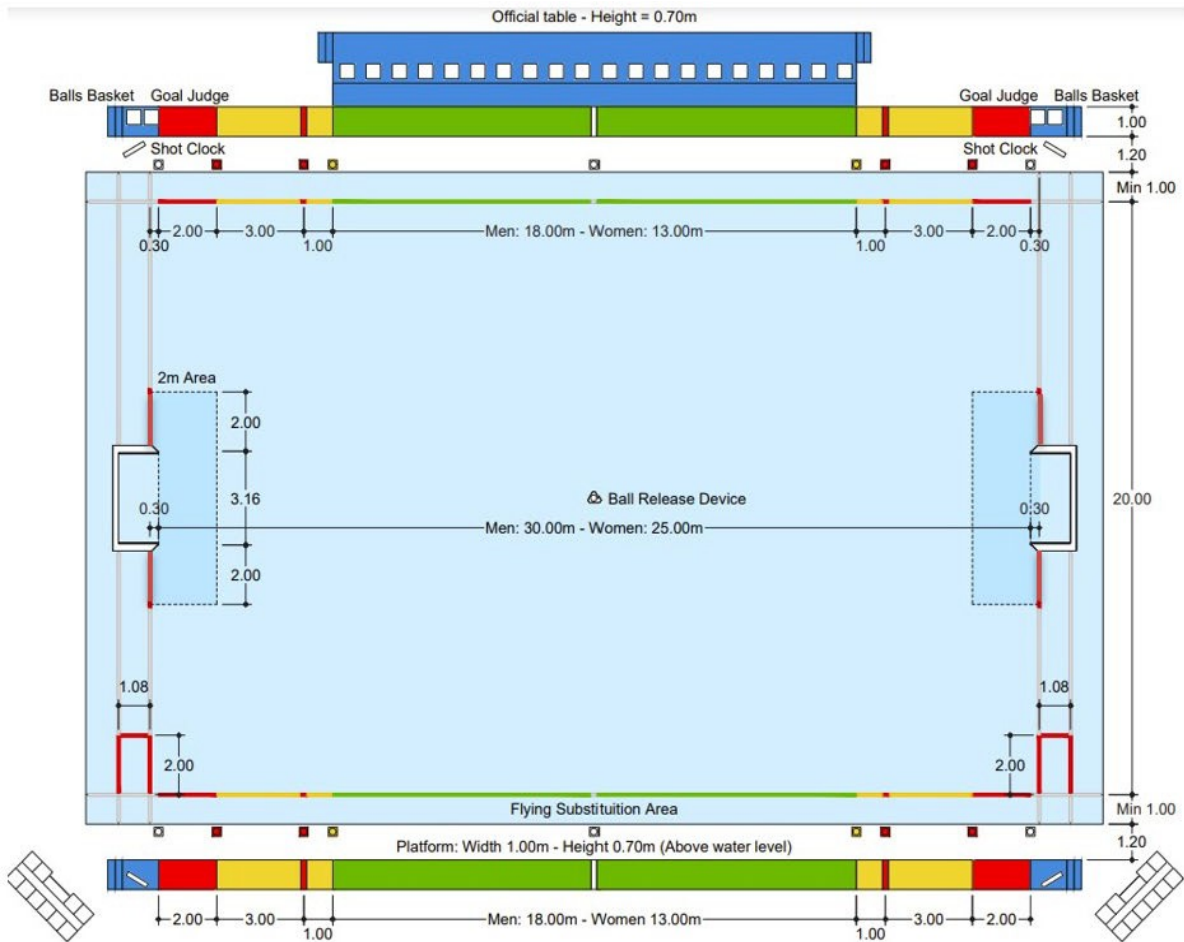 Official table - Height = 0.70m
Balls Basket
Goal Judge
Goal Judge
Balls Basket
1.00
Shot Clock
Shot Clock
1.20
Min 1.00
2.00
3.00
Men: 18.00m - Women: 13.00m
3.00
2.00
0.30
1.00
1.00
0.30
2m Area
2.00
3.16
Ball Release Device
20.00
0.30
0.30
Men: 30.00m - Women: 25.00m
2.00
1.08
1.08
2.00
2.00
Flying Substituition Area
Min 1.00
Platform: Width 1.00m - Height 0.70m (Above water level)
1.20
2.00
3.00
Men: 18.00m - Women 13.00m
3.00
2.00
1.00
1.00